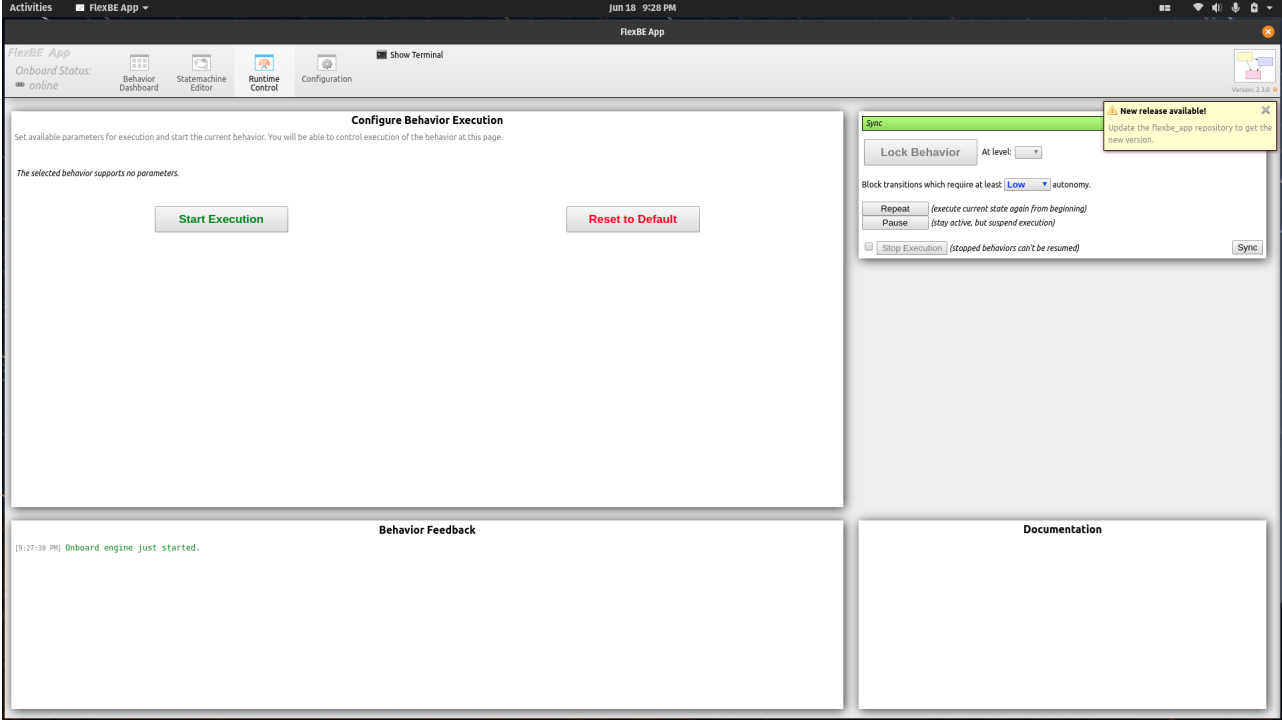 Activities FlexBE App Jun 18 9:28 PM
FlexBE App
FlexBE App
Onboard Status:
online
Behavior Dashboard
Statemachine Editor
Runtime Control
Configuration
Show Terminal
Version: 2.3.0
New release available!
Update the flexbe_app repository to get the
new version.
Configure Behavior Execution
Set available parameters for execution and start the current behavior. You will be able to control execution of the behavior at this page.
The selected behavior supports no parameters.
Start Execution Reset to Default
Sync
Lock Behavior At level:
Block transitions which require at least Low autonomy.
Repeat (execute current state again from beginning)
Pause (stay active, but suspend execution)
Stop Execution (stopped behaviors can't be resumed) Sync
Behavior Feedback
[9:27:38 PM] Onboard engine just started.
Documentation